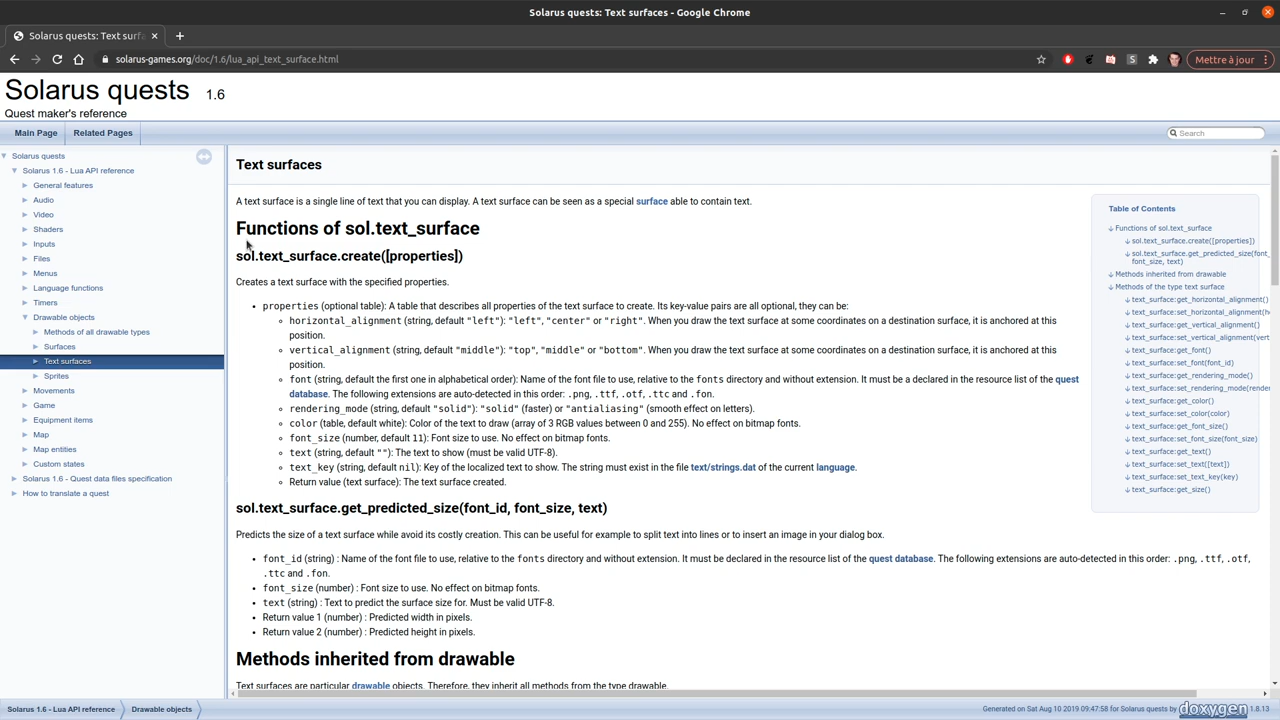 Solarus quests: Text surfaces - Google Chrome
Solarus quests: Text surf
solarus-games.org/doc/1.6/lua_api_text_surface.html
Mettre à jour
Solarus quests 1.6
Quest maker's reference
Main Page
Related Pages
Search
Solarus quests
Solarus 1.6 - Lua API reference
General features
Audio
Video
Shaders
Inputs
Files
Menus
Language functions
Timers
Drawable objects
Methods of all drawable types
Surfaces
Text surfaces
Sprites
Movements
Game
Equipment items
Map
Map entities
Custom states
Solarus 1.6 - Quest data files specification
How to translate a quest
Text surfaces
A text surface is a single line of text that you can display. A text surface can be seen as a special surface able to contain text.
Functions of sol.text_surface
sol.text_surface.create([properties])
Creates a text surface with the specified properties.
• properties (optional table): A table that describes all properties of the text surface to create. Its key-value pairs are all optional, they can be:
◦ horizontal_alignment (string, default "left"): "left", "center" or "right". When you draw the text surface at some coordinates on a destination surface, it is anchored at this
position.
◦ vertical_alignment (string, default "middle"): "top", "middle" or "bottom". When you draw the text surface at some coordinates on a destination surface, it is anchored at this
position.
◦ font (string, default the first one in alphabetical order): Name of the font file to use, relative to the fonts directory and without extension. It must be a declared in the resource list of the quest
database. The following extensions are auto-detected in this order: .png, .ttf, .otf, .ttc and .fon.
◦ rendering_mode (string, default "solid"): "solid" (faster) or "antialiasing" (smooth effect on letters).
◦ color (table, default white): Color of the text to draw (array of 3 RGB values between 0 and 255). No effect on bitmap fonts.
◦ font_size (number, default 11): Font size to use. No effect on bitmap fonts.
◦ text (string, default ""): The text to show (must be valid UTF-8).
◦ text_key (string, default nil): Key of the localized text to show. The string must exist in the file text/strings.dat of the current language.
◦ Return value (text surface): The text surface created.
sol.text_surface.get_predicted_size(font_id, font_size, text)
Predicts the size of a text surface while avoid its costly creation. This can be useful for example to split text into lines or to insert an image in your dialog box.
• font_id (string) : Name of the font file to use, relative to the fonts directory and without extension. It must be declared in the resource list of the quest database. The following extensions are auto-detected in this order: .png, .ttf, .otf,
.ttc and .fon.
• font_size (number) : Font size to use. No effect on bitmap fonts.
• text (string) : Text to predict the surface size for. Must be valid UTF-8.
• Return value 1 (number) : Predicted width in pixels.
• Return value 2 (number) : Predicted height in pixels.
Methods inherited from drawable
Text surfaces are particular drawable objects. Therefore, they inherit all methods from the type drawable.
Table of Contents
↓ Functions of sol.text_surface
↓ sol.text_surface.create([properties])
↓ sol.text_surface.get_predicted_size(font_
font_size, text)
↓ Methods inherited from drawable
↓ Methods of the type text surface
↓ text_surface:get_horizontal_alignment()
↓ text_surface:set_horizontal_alignment(ho
↓ text_surface:get_vertical_alignment()
↓ text_surface:set_vertical_alignment(vert
↓ text_surface:get_font()
↓ text_surface:set_font(font_id)
↓ text_surface:get_rendering_mode()
↓ text_surface:set_rendering_mode(render
↓ text_surface:get_color()
↓ text_surface:set_color(color)
↓ text_surface:get_font_size()
↓ text_surface:set_font_size(font_size)
↓ text_surface:get_text()
↓ text_surface:set_text([text])
↓ text_surface:set_text_key(key)
↓ text_surface:get_size()
Solarus 1.6 - Lua API reference
Drawable objects
Generated on Sat Aug 10 2019 09:47:58 for Solarus quests by doxygen 1.8.13